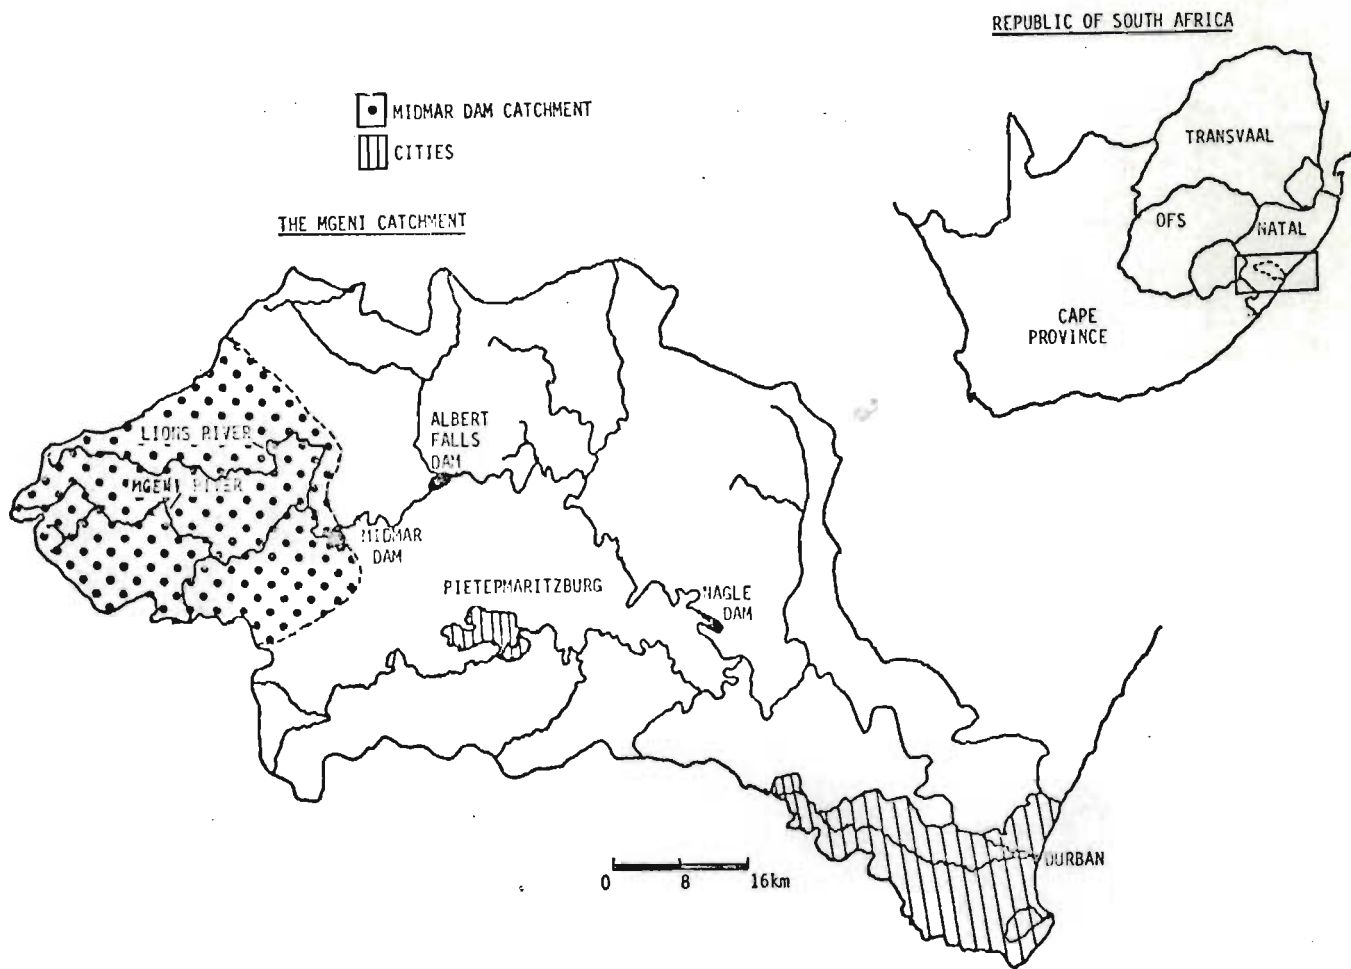 REPUBLIC OF SOUTH AFRICA
MIDMAR DAM CATCHMENT
CITIES
THE MGENI CATCHMENT
TRANSVAAL
OFS
NATAL
CAPE
PROVINCE
LIONS RIVER
MGENI RIVER
ALBERT
FALLS
DAM
MIDMAR
DAM
PIETEPMARITZBURG
NAGLE
DAM
DURBAN
0 8 16km